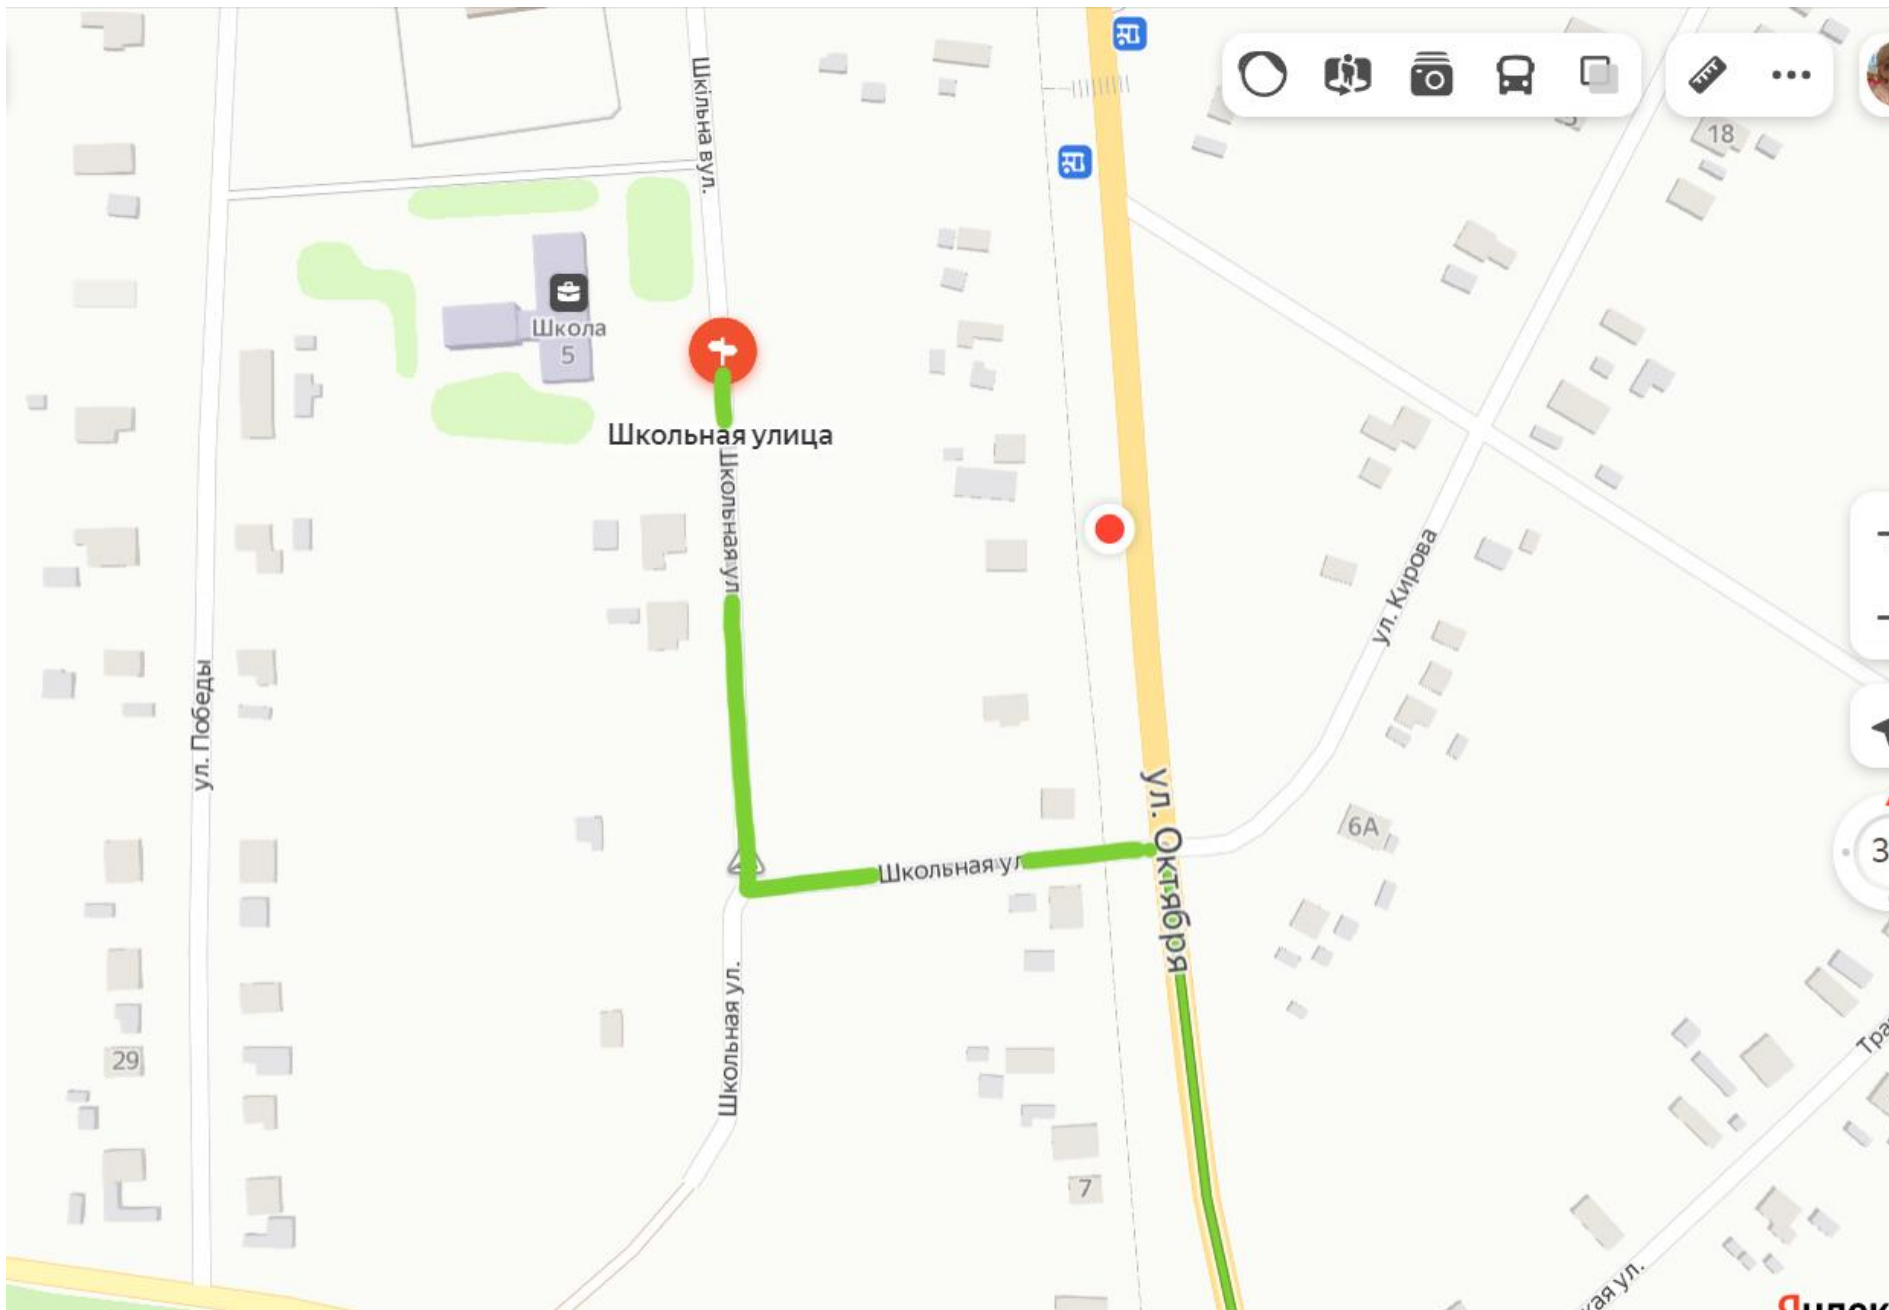 Шкільна вул.
18
Школа
5
Школьная улица
Школьная ул
ул. Кирова
ул. Победы
ул. Октября
6А
3
Школьная ул
Школьная ул.
29
7